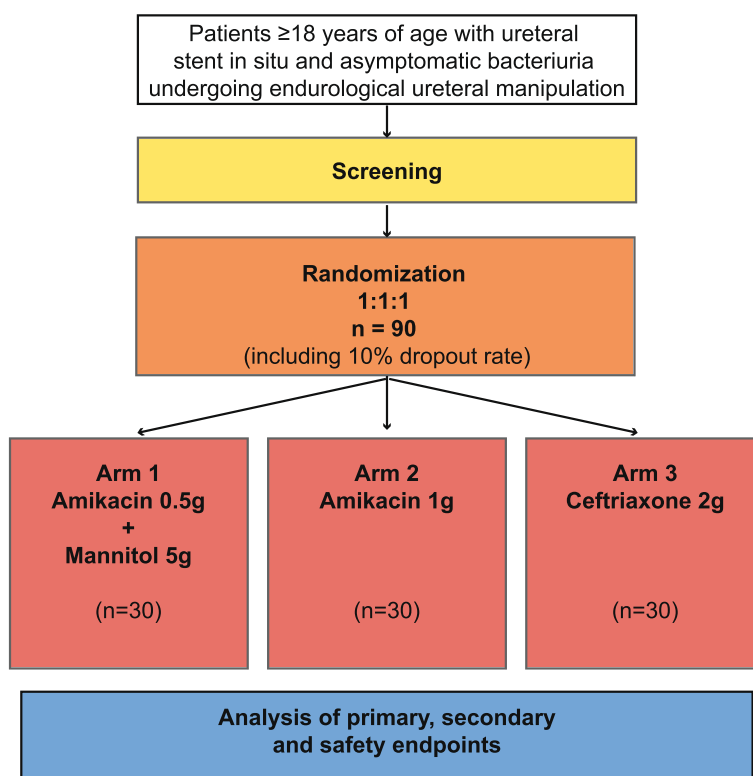 Patients ≥18 years of age with ureteral
stent in situ and asymptomatic bacteriuria
undergoing endurological ureteral manipulation
Screening
Randomization
1:1:1
n = 90
(including 10% dropout rate)
Arm 1
Amikacin 0.5g
+
Mannitol 5g
(n=30)
Arm 2
Amikacin 1g
(n=30)
Arm 3
Ceftriaxone 2g
(n=30)
Analysis of primary, secondary
and safety endpoints